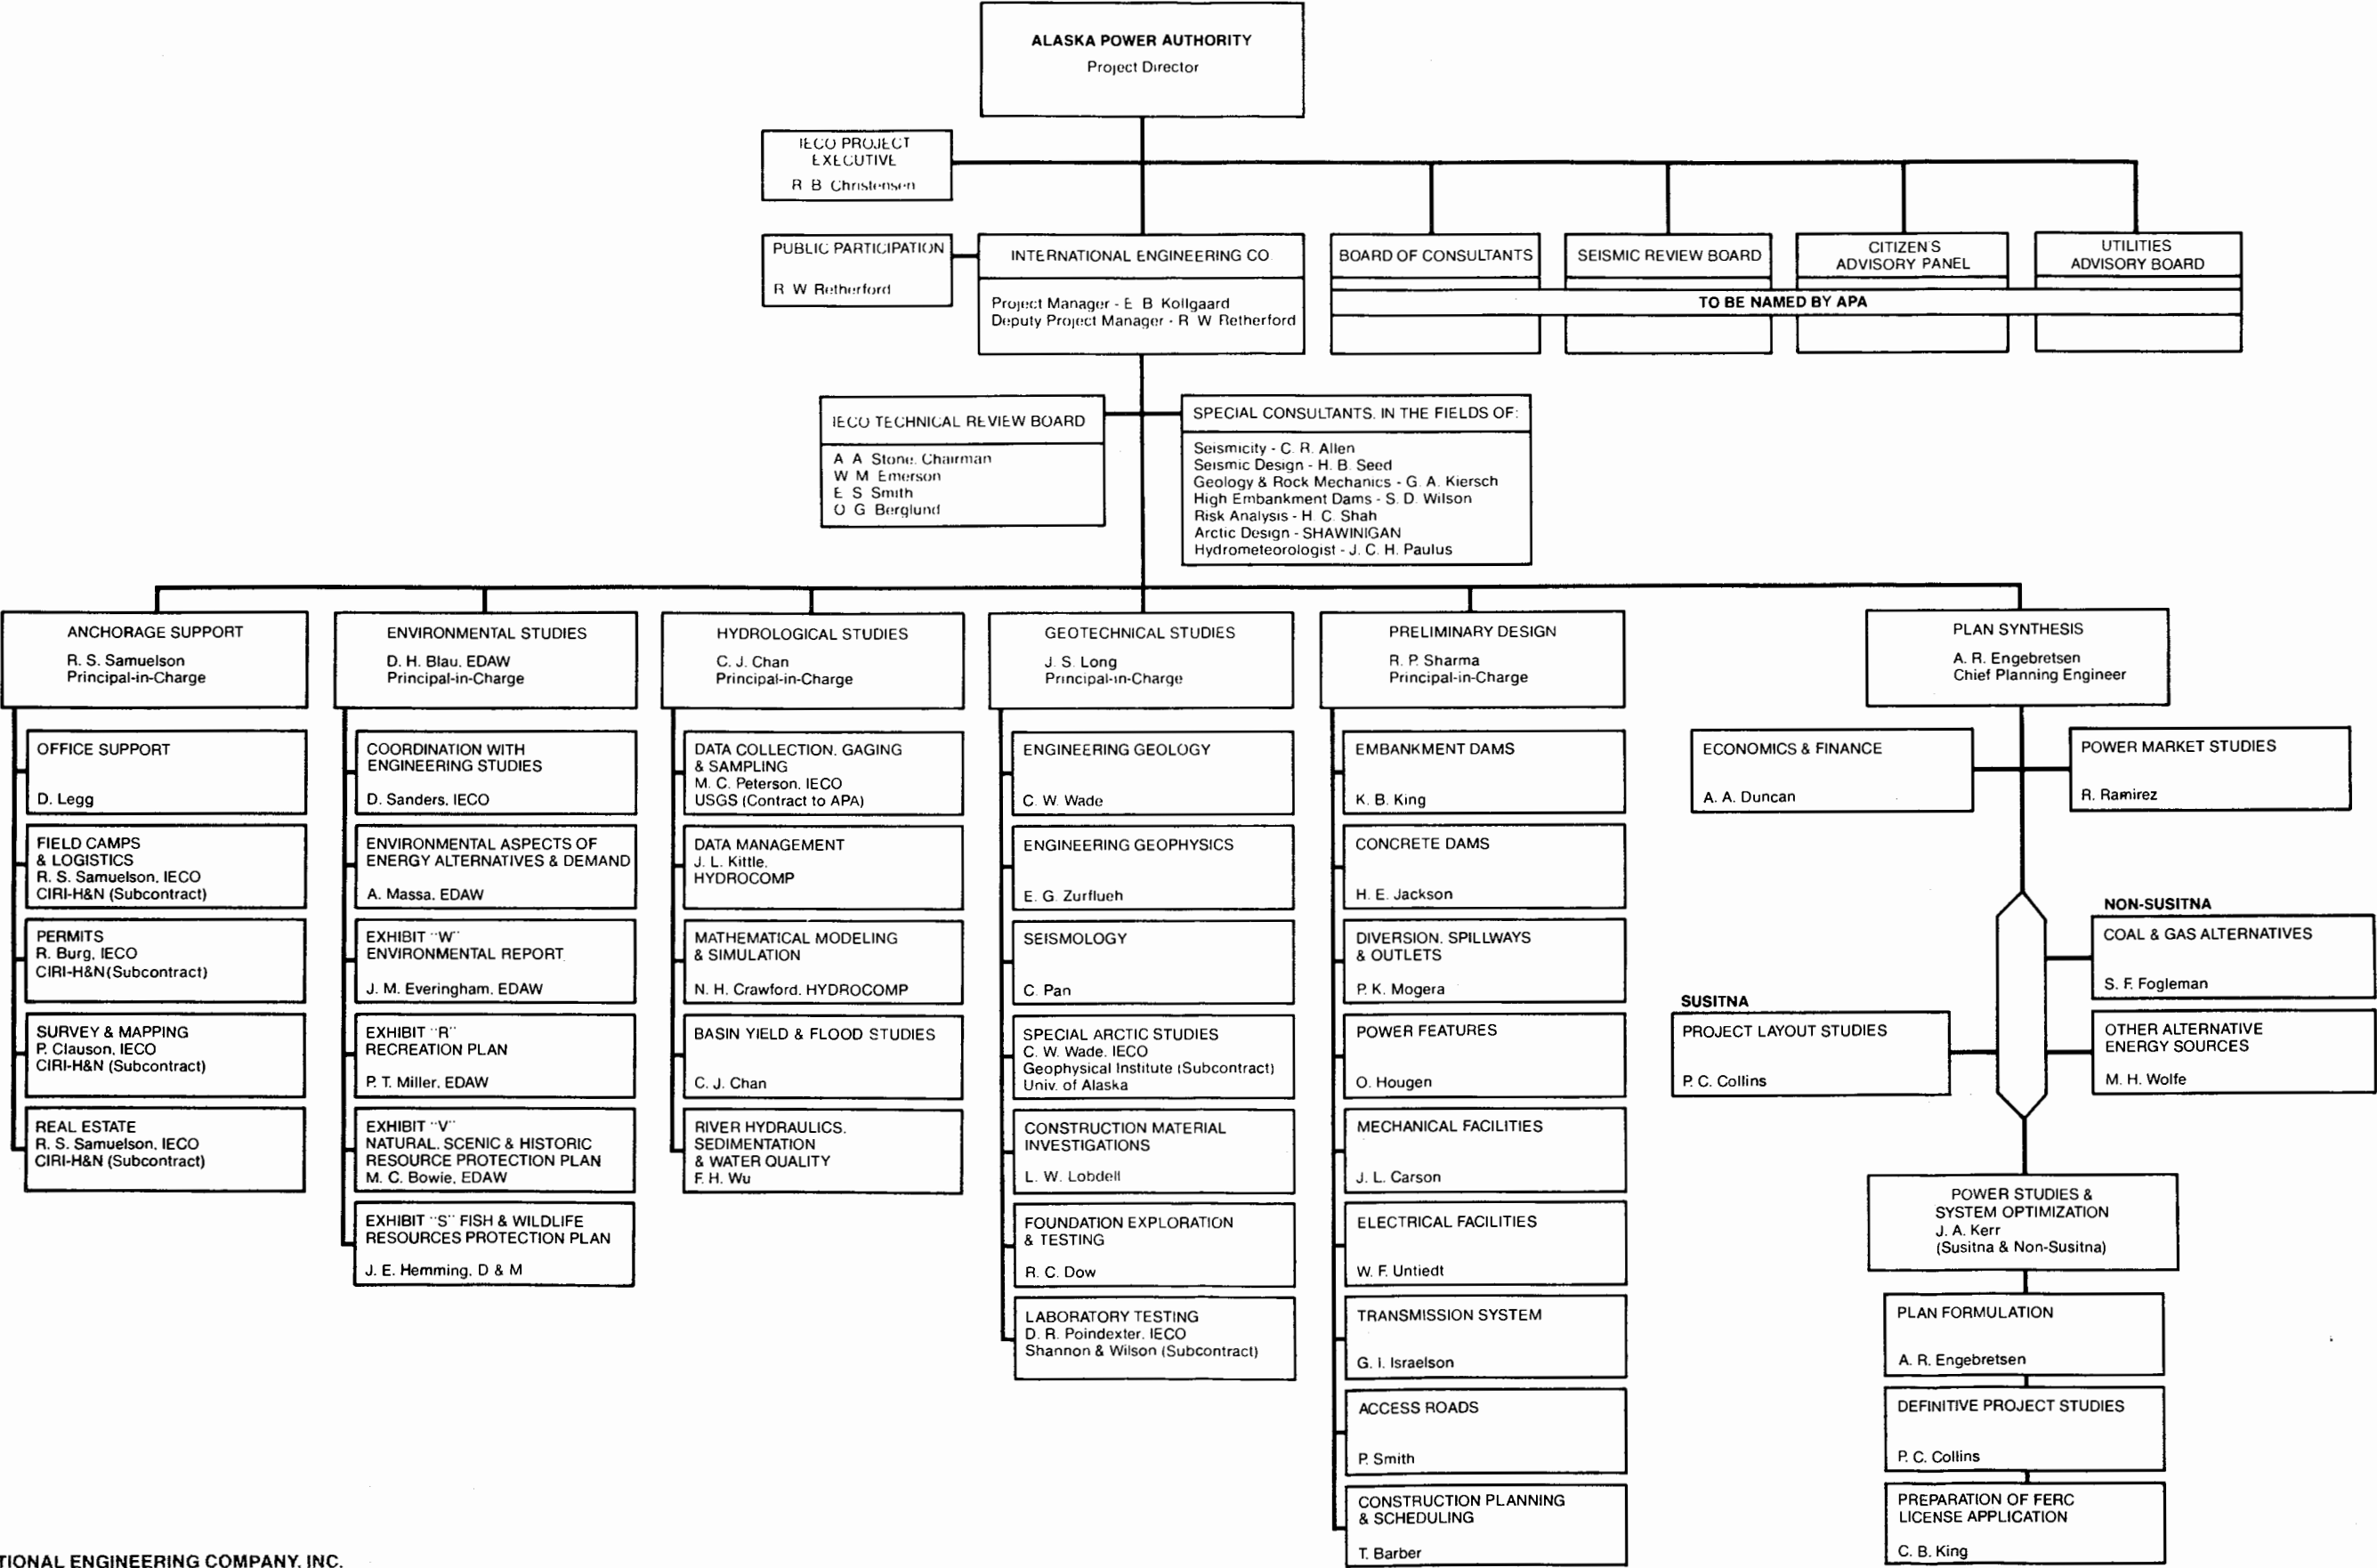 ALASKA POWER AUTHORITY
Project Director
IECO PROJECT
EXECUTIVE
R B Christensen
PUBLIC PARTICIPATION
R W Retherford
INTERNATIONAL ENGINEERING CO
Project Manager - E B Kollgaard
Deputy Project Manager - R W Retherford
BOARD OF CONSULTANTS
SEISMIC REVIEW BOARD
CITIZEN'S
ADVISORY PANEL
UTILITIES
ADVISORY BOARD
TO BE NAMED BY APA
IECO TECHNICAL REVIEW BOARD
A A Stone, Chairman
W M Emerson
E S Smith
O G Berglund
SPECIAL CONSULTANTS, IN THE FIELDS OF:
Seismicity - C. R. Allen
Seismic Design - H. B. Seed
Geology & Rock Mechanics - G. A. Kiersch
High Embankment Dams - S. D. Wilson
Risk Analysis - H. C. Shah
Arctic Design - SHAWINIGAN
Hydrometeorologist - J. C. H. Paulus
ANCHORAGE SUPPORT
R. S. Samuelson
Principal-in-Charge
OFFICE SUPPORT
D. Legg
FIELD CAMPS
& LOGISTICS
R. S. Samuelson, IECO
CIRI-H&N (Subcontract)
PERMITS
R. Burg, IECO
CIRI-H&N (Subcontract)
SURVEY & MAPPING
P. Clauson, IECO
CIRI-H&N (Subcontract)
REAL ESTATE
R. S. Samuelson, IECO
CIRI-H&N (Subcontract)
ENVIRONMENTAL STUDIES
D. H. Blau, EDAW
Principal-in-Charge
COORDINATION WITH
ENGINEERING STUDIES
D. Sanders, IECO
ENVIRONMENTAL ASPECTS OF
ENERGY ALTERNATIVES & DEMAND
A. Massa, EDAW
EXHIBIT "W"
ENVIRONMENTAL REPORT
J. M. Everingham, EDAW
EXHIBIT "R"
RECREATION PLAN
P. T. Miller, EDAW
EXHIBIT "V"
NATURAL, SCENIC & HISTORIC
RESOURCE PROTECTION PLAN
M. C. Bowie, EDAW
EXHIBIT "S" FISH & WILDLIFE
RESOURCES PROTECTION PLAN
J. E. Hemming, D & M
HYDROLOGICAL STUDIES
C. J. Chan
Principal-in-Charge
DATA COLLECTION, GAGING
& SAMPLING
M. C. Peterson, IECO
USGS (Contract to APA)
DATA MANAGEMENT
J. L. Kittle,
HYDROCOMP
MATHEMATICAL MODELING
& SIMULATION
N. H. Crawford, HYDROCOMP
BASIN YIELD & FLOOD STUDIES
C. J. Chan
RIVER HYDRAULICS,
SEDIMENTATION
& WATER QUALITY
F. H. Wu
GEOTECHNICAL STUDIES
J. S. Long
Principal-in-Charge
ENGINEERING GEOLOGY
C. W. Wade
ENGINEERING GEOPHYSICS
E. G. Zurflueh
SEISMOLOGY
C. Pan
SPECIAL ARCTIC STUDIES
C. W. Wade, IECO
Geophysical Institute (Subcontract)
Univ. of Alaska
CONSTRUCTION MATERIAL
INVESTIGATIONS
L. W. Lobdell
FOUNDATION EXPLORATION
& TESTING
R. C. Dow
LABORATORY TESTING
D. R. Poindexter, IECO
Shannon & Wilson (Subcontract)
PRELIMINARY DESIGN
R. P. Sharma
Principal-in-Charge
EMBANKMENT DAMS
K. B. King
CONCRETE DAMS
H. E. Jackson
DIVERSION, SPILLWAYS
& OUTLETS
P. K. Mogera
POWER FEATURES
O. Hougen
MECHANICAL FACILITIES
J. L. Carson
ELECTRICAL FACILITIES
W. F. Untiedt
TRANSMISSION SYSTEM
G. I. Israelson
ACCESS ROADS
P. Smith
CONSTRUCTION PLANNING
& SCHEDULING
T. Barber
PLAN SYNTHESIS
A. R. Engebretsen
Chief Planning Engineer
ECONOMICS & FINANCE
A. A. Duncan
POWER MARKET STUDIES
R. Ramirez
NON-SUSITNA
COAL & GAS ALTERNATIVES
S. F. Fogleman
SUSITNA
PROJECT LAYOUT STUDIES
P. C. Collins
OTHER ALTERNATIVE
ENERGY SOURCES
M. H. Wolfe
POWER STUDIES &
SYSTEM OPTIMIZATION
J. A. Kerr
(Susitna & Non-Susitna)
PLAN FORMULATION
A. R. Engebretsen
DEFINITIVE PROJECT STUDIES
P. C. Collins
PREPARATION OF FERC
LICENSE APPLICATION
C. B. King
TIONAL ENGINEERING COMPANY, INC.